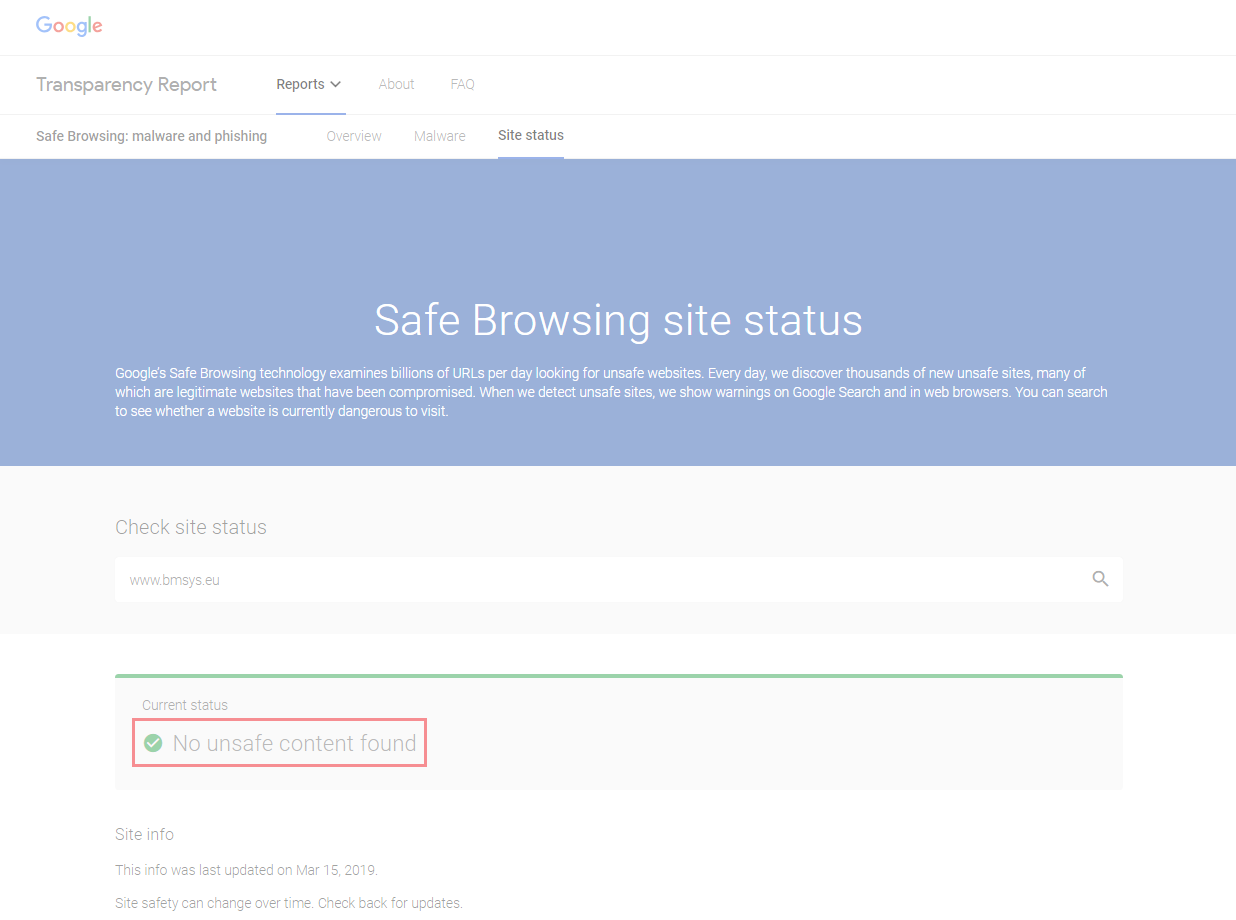 Google
Transparency Report
Reports
About
FAQ
Safe Browsing: malware and phishing
Overview
Malware
Site status
Safe Browsing site status
Google's Safe Browsing technology examines billions of URLs per day looking for unsafe websites. Every day, we discover thousands of new unsafe sites, many of
which are legitimate websites that have been compromised. When we detect unsafe sites, we show warnings on Google Search and in web browsers. You can search
to see whether a website is currently dangerous to visit.
Check site status
www.bmsys.eu
Current status
No unsafe content found
Site info
This info was last updated on Mar 15, 2019.
Site safety can change over time. Check back for updates.